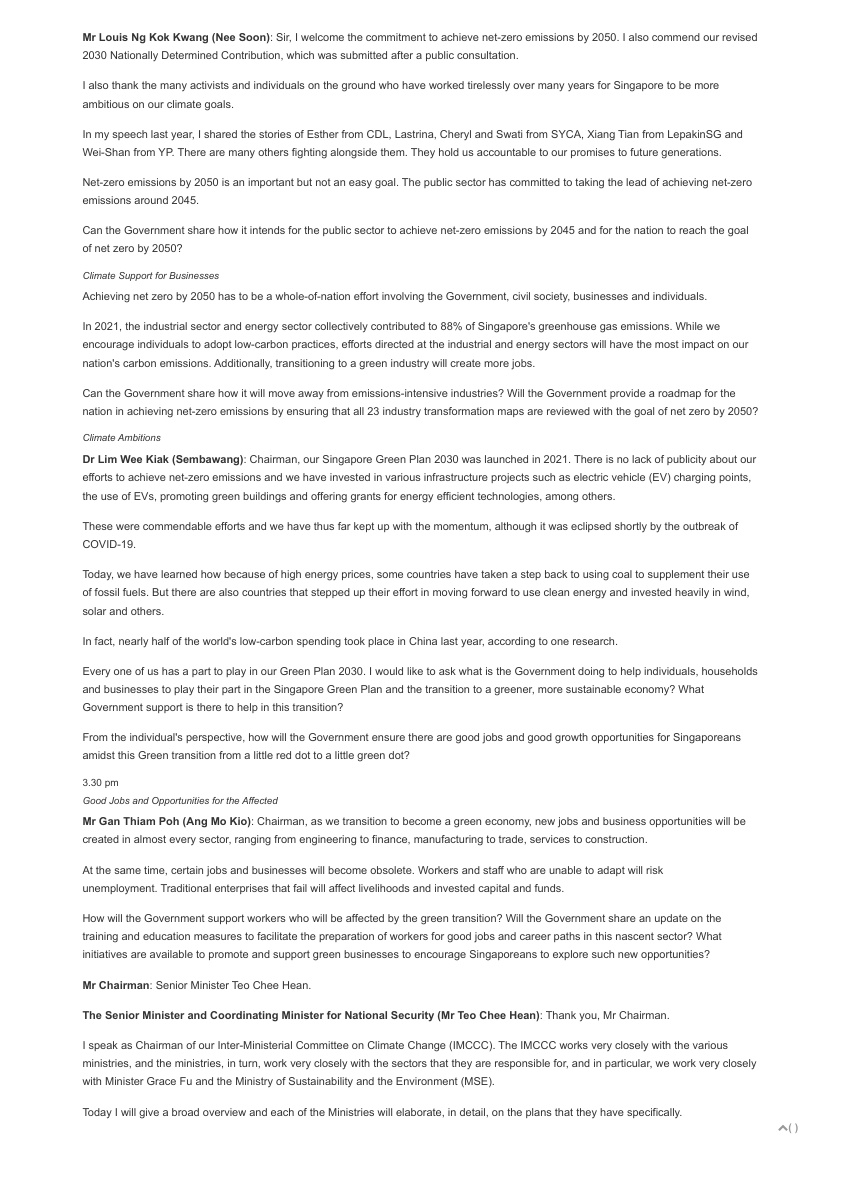 Mr Louis Ng Kok Kwang (Nee Soon): Sir, I welcome the commitment to achieve net-zero emissions by 2050. I also commend our revised
2030 Nationally Determined Contribution, which was submitted after a public consultation.
I also thank the many activists and individuals on the ground who have worked tirelessly over many years for Singapore to be more
ambitious on our climate goals.
In my speech last year, I shared the stories of Esther from CDL, Lastrina, Cheryl and Swati from SYCA, Xiang Tian from LepakinSG and
Wei-Shan from YP. There are many others fighting alongside them. They hold us accountable to our promises to future generations.
Net-zero emissions by 2050 is an important but not an easy goal. The public sector has committed to taking the lead of achieving net-zero
emissions around 2045.
Can the Government share how it intends for the public sector to achieve net-zero emissions by 2045 and for the nation to reach the goal
of net zero by 2050?
Climate Support for Businesses
Achieving net zero by 2050 has to be a whole-of-nation effort involving the Government, civil society, businesses and individuals.
In 2021, the industrial sector and energy sector collectively contributed to 88% of Singapore's greenhouse gas emissions. While we
encourage individuals to adopt low-carbon practices, efforts directed at the industrial and energy sectors will have the most impact on our
nation's carbon emissions. Additionally, transitioning to a green industry will create more jobs.
Can the Government share how it will move away from emissions-intensive industries? Will the Government provide a roadmap for the
nation in achieving net-zero emissions by ensuring that all 23 industry transformation maps are reviewed with the goal of net zero by 2050?
Climate Ambitions
Dr Lim Wee Kiak (Sembawang): Chairman, our Singapore Green Plan 2030 was launched in 2021. There is no lack of publicity about our
efforts to achieve net-zero emissions and we have invested in various infrastructure projects such as electric vehicle (EV) charging points,
the use of EVs, promoting green buildings and offering grants for energy efficient technologies, among others.
These were commendable efforts and we have thus far kept up with the momentum, although it was eclipsed shortly by the outbreak of
COVID-19.
Today, we have learned how because of high energy prices, some countries have taken a step back to using coal to supplement their use
of fossil fuels. But there are also countries that stepped up their effort in moving forward to use clean energy and invested heavily in wind,
solar and others.
In fact, nearly half of the world's low-carbon spending took place in China last year, according to one research.
Every one of us has a part to play in our Green Plan 2030. I would like to ask what is the Government doing to help individuals, households
and businesses to play their part in the Singapore Green Plan and the transition to a greener, more sustainable economy? What
Government support is there to help in this transition?
From the individual's perspective, how will the Government ensure there are good jobs and good growth opportunities for Singaporeans
amidst this Green transition from a little red dot to a little green dot?
3.30 pm
Good Jobs and Opportunities for the Affected
Mr Gan Thiam Poh (Ang Mo Kio): Chairman, as we transition to become a green economy, new jobs and business opportunities will be
created in almost every sector, ranging from engineering to finance, manufacturing to trade, services to construction.
At the same time, certain jobs and businesses will become obsolete. Workers and staff who are unable to adapt will risk
unemployment. Traditional enterprises that fail will affect livelihoods and invested capital and funds.
How will the Government support workers who will be affected by the green transition? Will the Government share an update on the
training and education measures to facilitate the preparation of workers for good jobs and career paths in this nascent sector? What
initiatives are available to promote and support green businesses to encourage Singaporeans to explore such new opportunities?
Mr Chairman: Senior Minister Teo Chee Hean.
The Senior Minister and Coordinating Minister for National Security (Mr Teo Chee Hean): Thank you, Mr Chairman.
I speak as Chairman of our Inter-Ministerial Committee on Climate Change (IMCCC). The IMCCC works very closely with the various
ministries, and the ministries, in turn, work very closely with the sectors that they are responsible for, and in particular, we work very closely
with Minister Grace Fu and the Ministry of Sustainability and the Environment (MSE).
Today I will give a broad overview and each of the Ministries will elaborate, in detail, on the plans that they have specifically.
( )